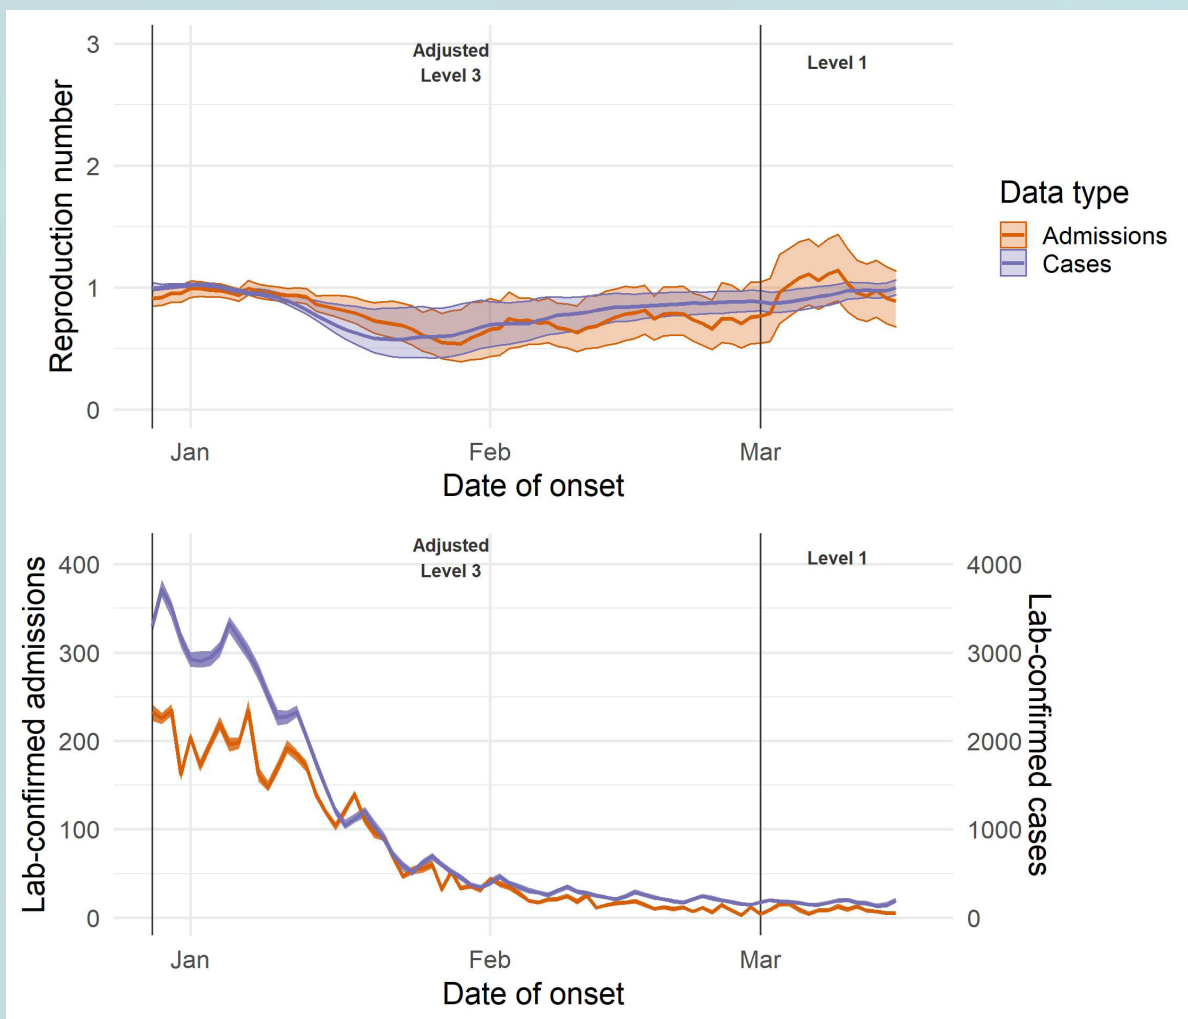 Adjusted
Level 3
Level 1
3
2
1
0
Reproduction number
Jan
Feb
Mar
Date of onset
Data type
Admissions
Cases
Adjusted
Level 3
Level 1
400
300
200
100
0
Lab-confirmed admissions
4000
3000
2000
1000
0
Lab-confirmed cases
Jan
Feb
Mar
Date of onset